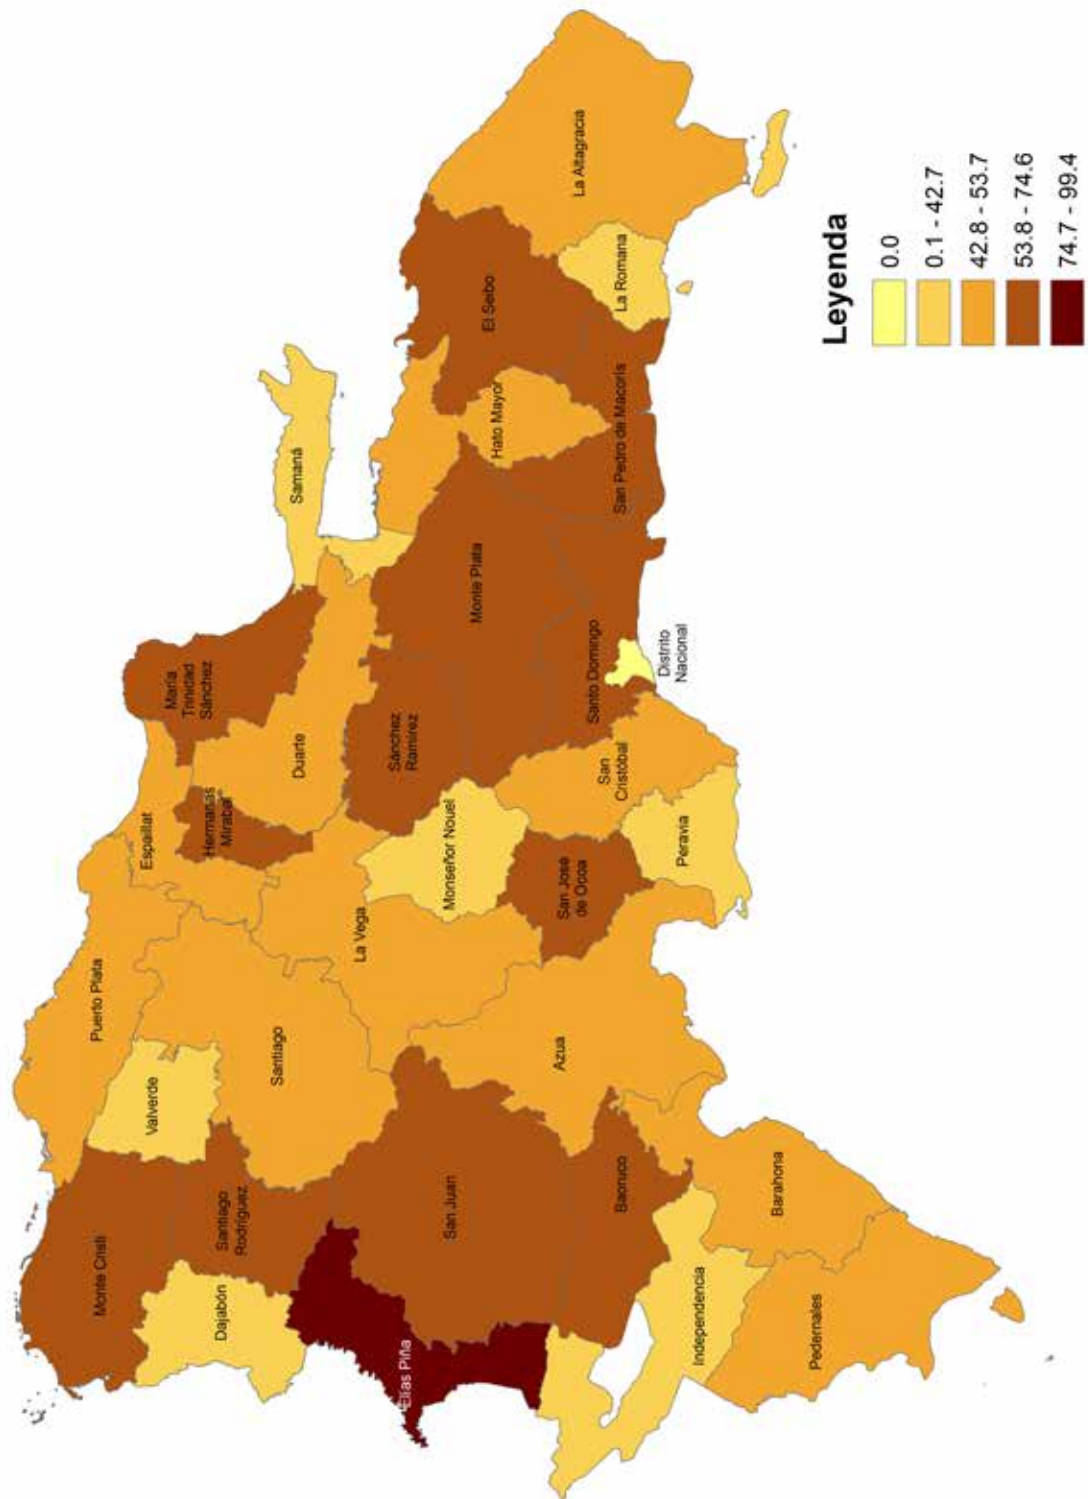 Monte Cristi
Puerto Plata
Valverde
Espaillat
María
Trinidad
Sánchez
Dajabón
Santiago
Rodríguez
Santiago
Hermanas
Mirabal
Duarte
Samaná
La Vega
Elías Piña
San Juan
Monseñor Nouel
Sánchez
Ramírez
Monte Plata
Hato Mayor
El Seibo
La Altagracia
Azua
San José
de Ocoa
San
Cristóbal
Santo Domingo
Distrito
Nacional
San Pedro de Macorís
La Romana
Baoruco
Peravia
Independencia
Barahona
Pedernales
Leyenda
0.0
0.1 - 42.7
42.8 - 53.7
53.8 - 74.6
74.7 - 99.4